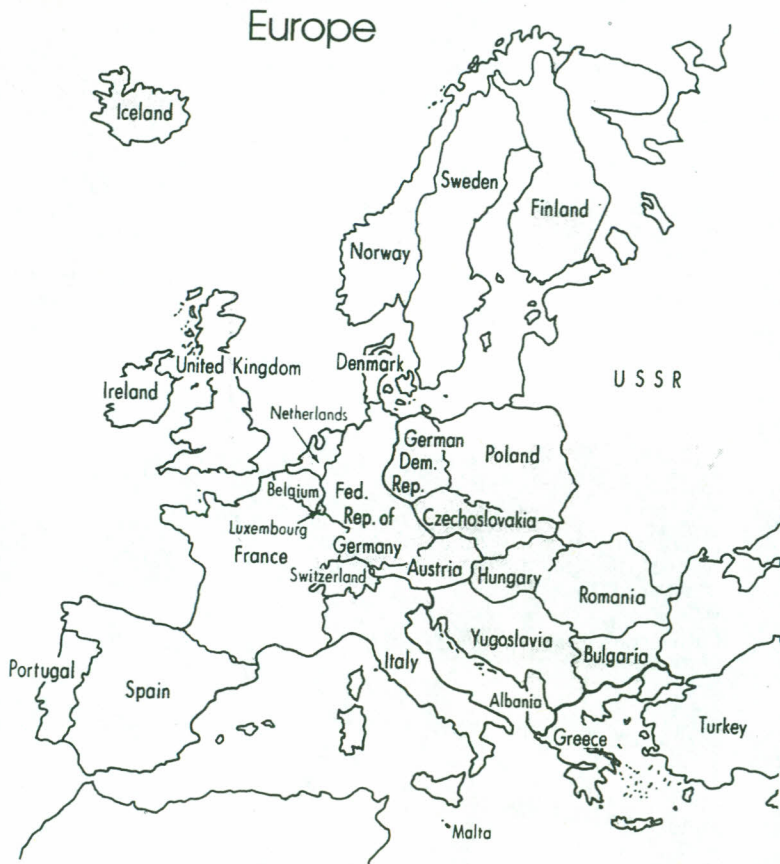 Europe
Iceland
Sweden
Finland
Norway
United Kingdom
Denmark
Ireland
USSR
Netherlands
German
Dem.
Rep.
Poland
Belgium
Fed.
Rep. of
Germany
Luxembourg
Czechoslovakia
France
Switzerland
Austria
Hungary
Romania
Yugoslavia
Bulgaria
Portugal
Spain
Italy
Albania
Greece
Turkey
Malta